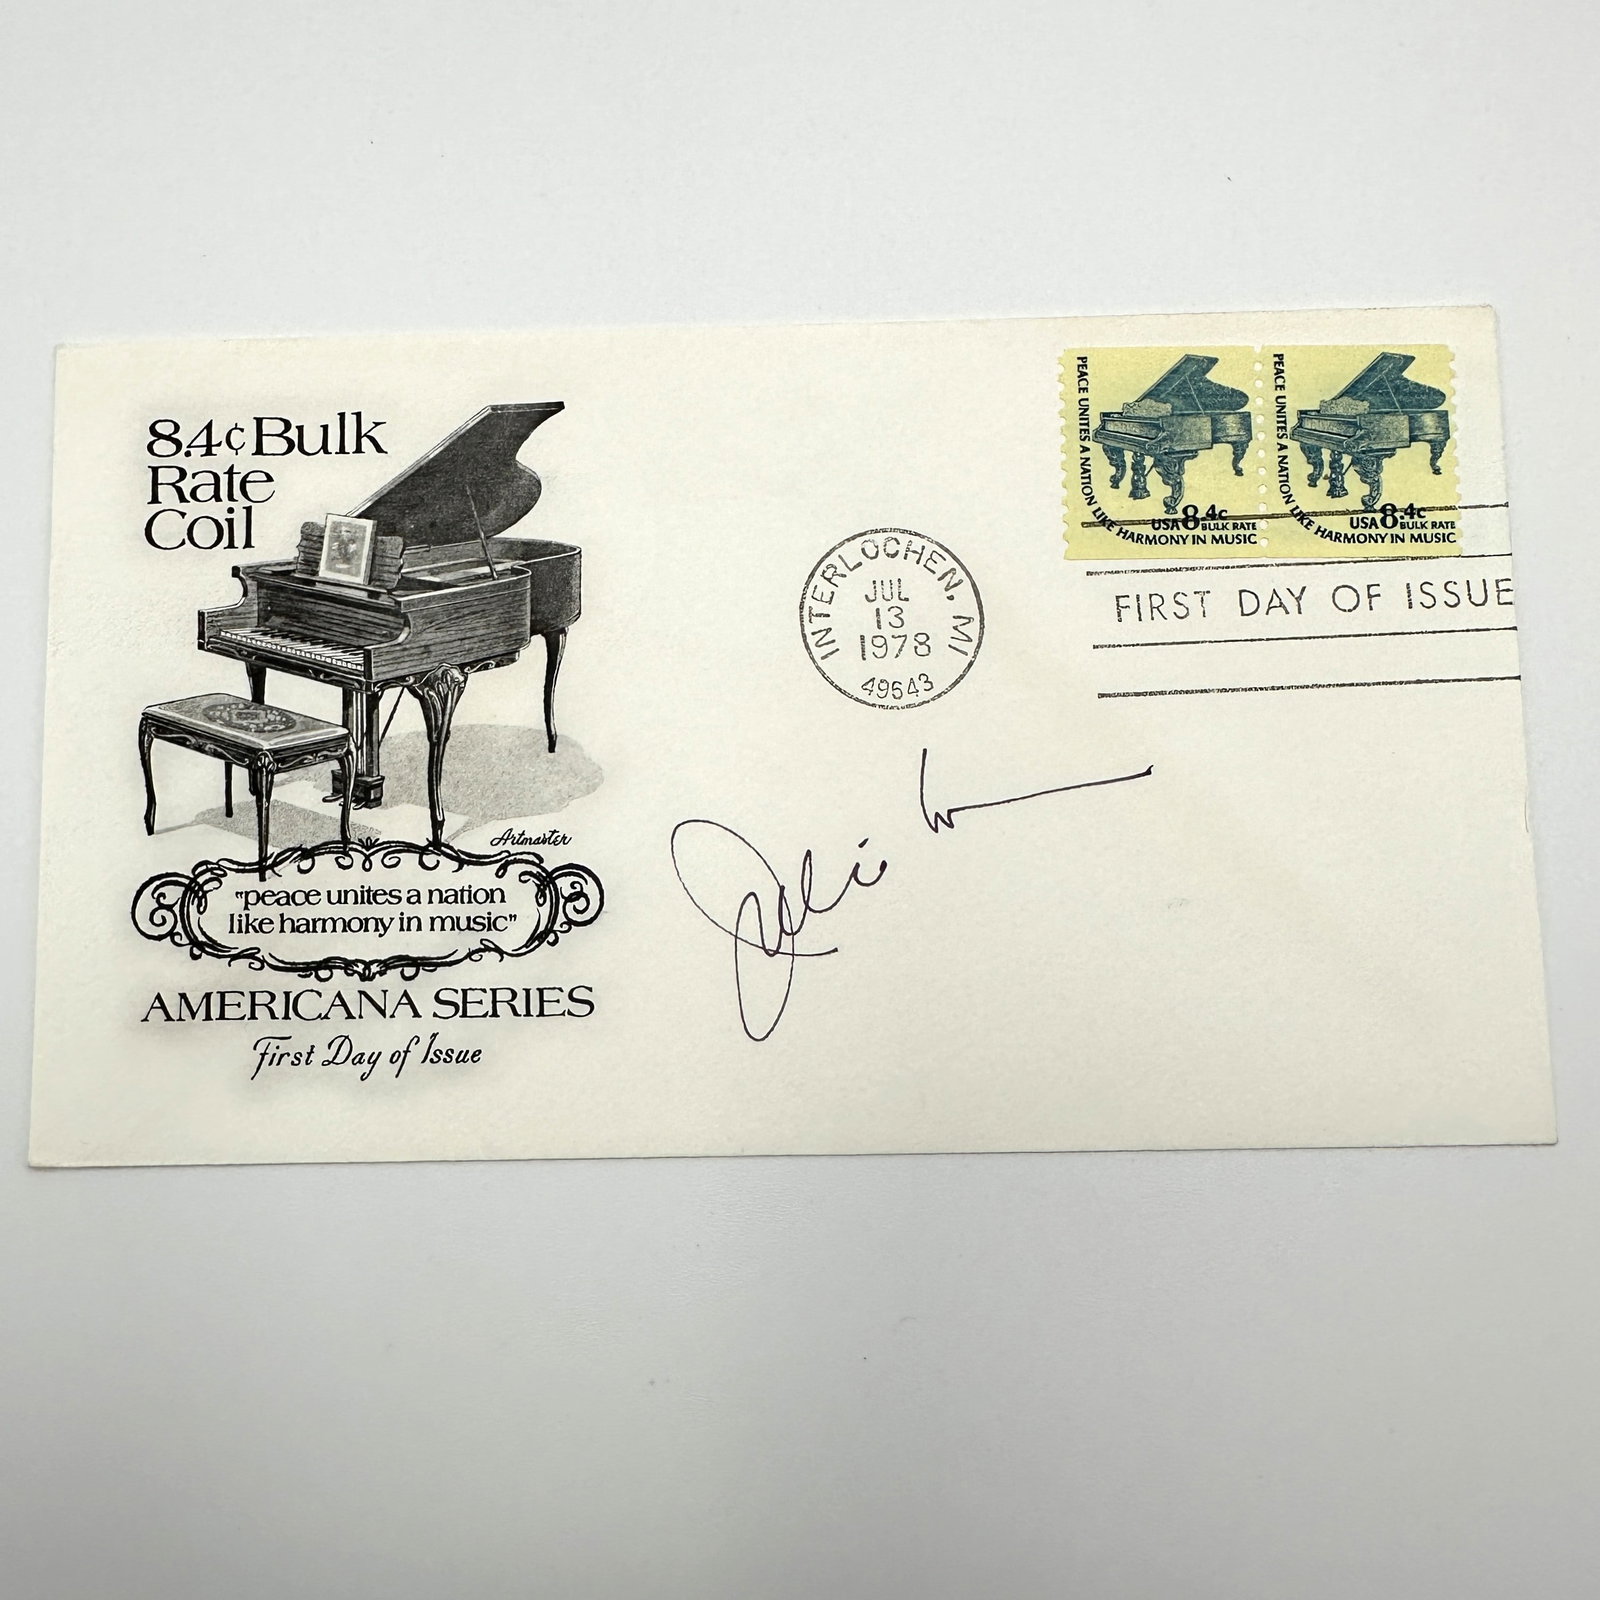 8.4¢ Bulk
Rate
Coil
Artmaster
"peace unites a nation
like harmony in music"
AMERICANA SERIES
First Day of Issue
INTERLOCHEN, MI
JUL
13
1978
49643
PEACE UNITES A NATION LIKE HARMONY IN MUSIC
USA 8.4c BULK RATE
PEACE UNITES A NATION LIKE HARMONY IN MUSIC
USA 8.4c BULK RATE
FIRST DAY OF ISSUE